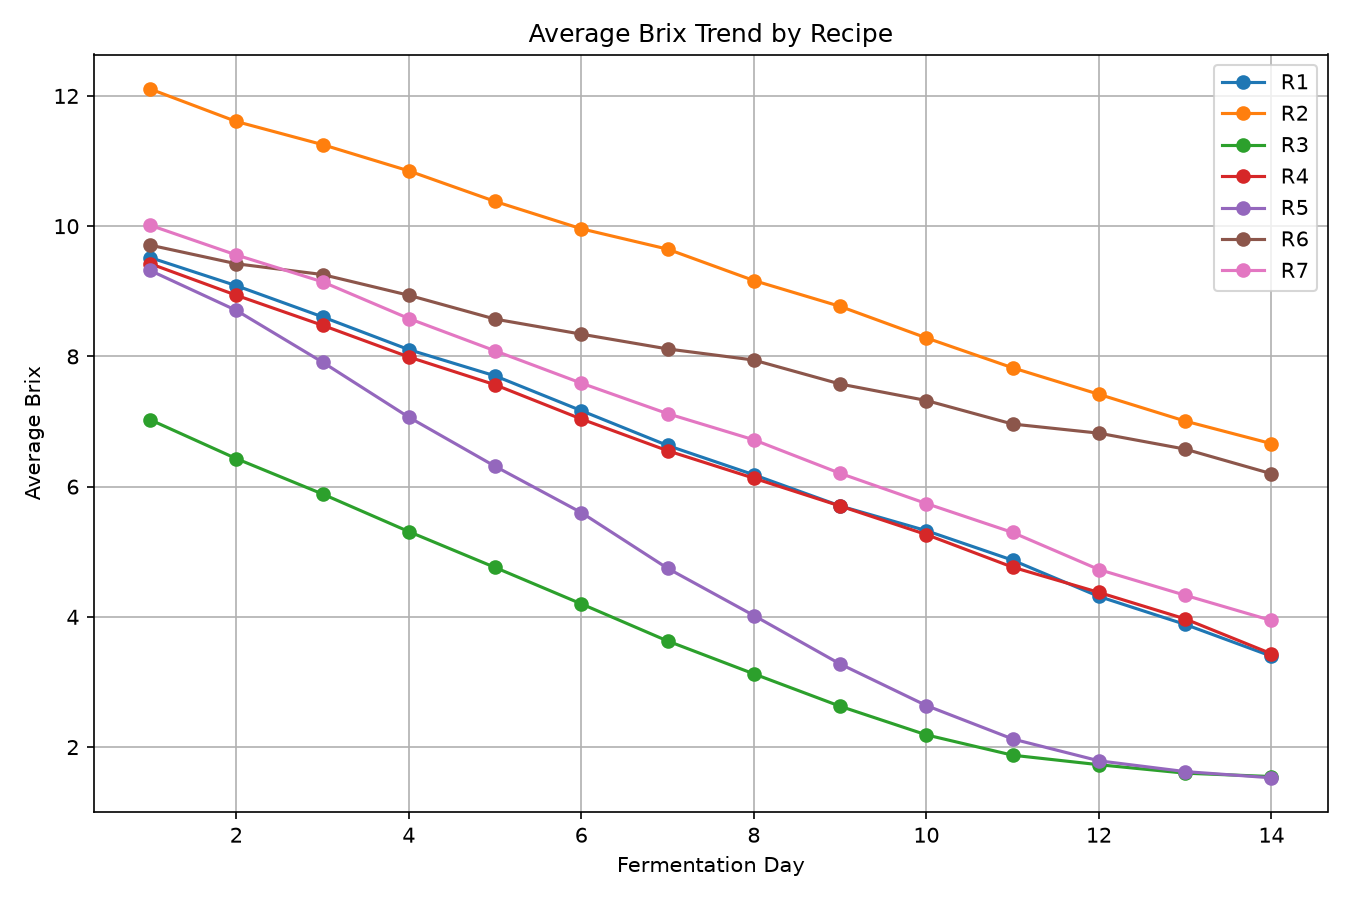 Average Brix Trend by Recipe
R1
R2
R3
R4
R5
R6
R7
12
10
8
6
4
2
Average Brix
2 4 6 8 10 12 14
Fermentation Day